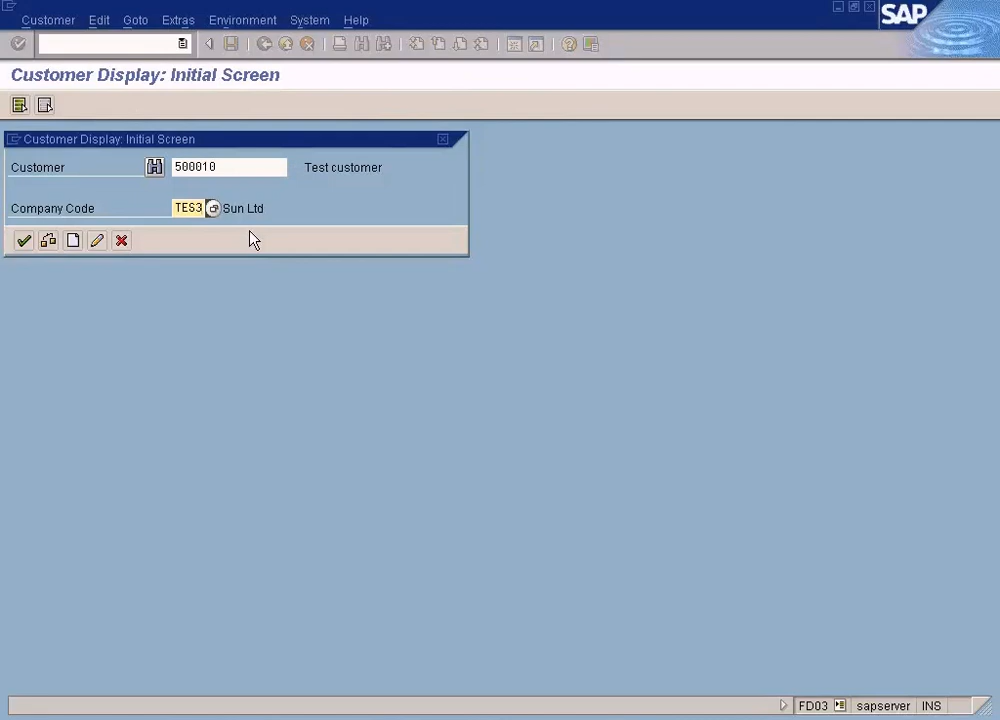 Customer Edit Goto Extras Environment System Help
SAP
Customer Display: Initial Screen
Customer Display: Initial Screen
Customer 500010 Test customer
Company Code TES3 Sun Ltd
FD03 sapserver INS